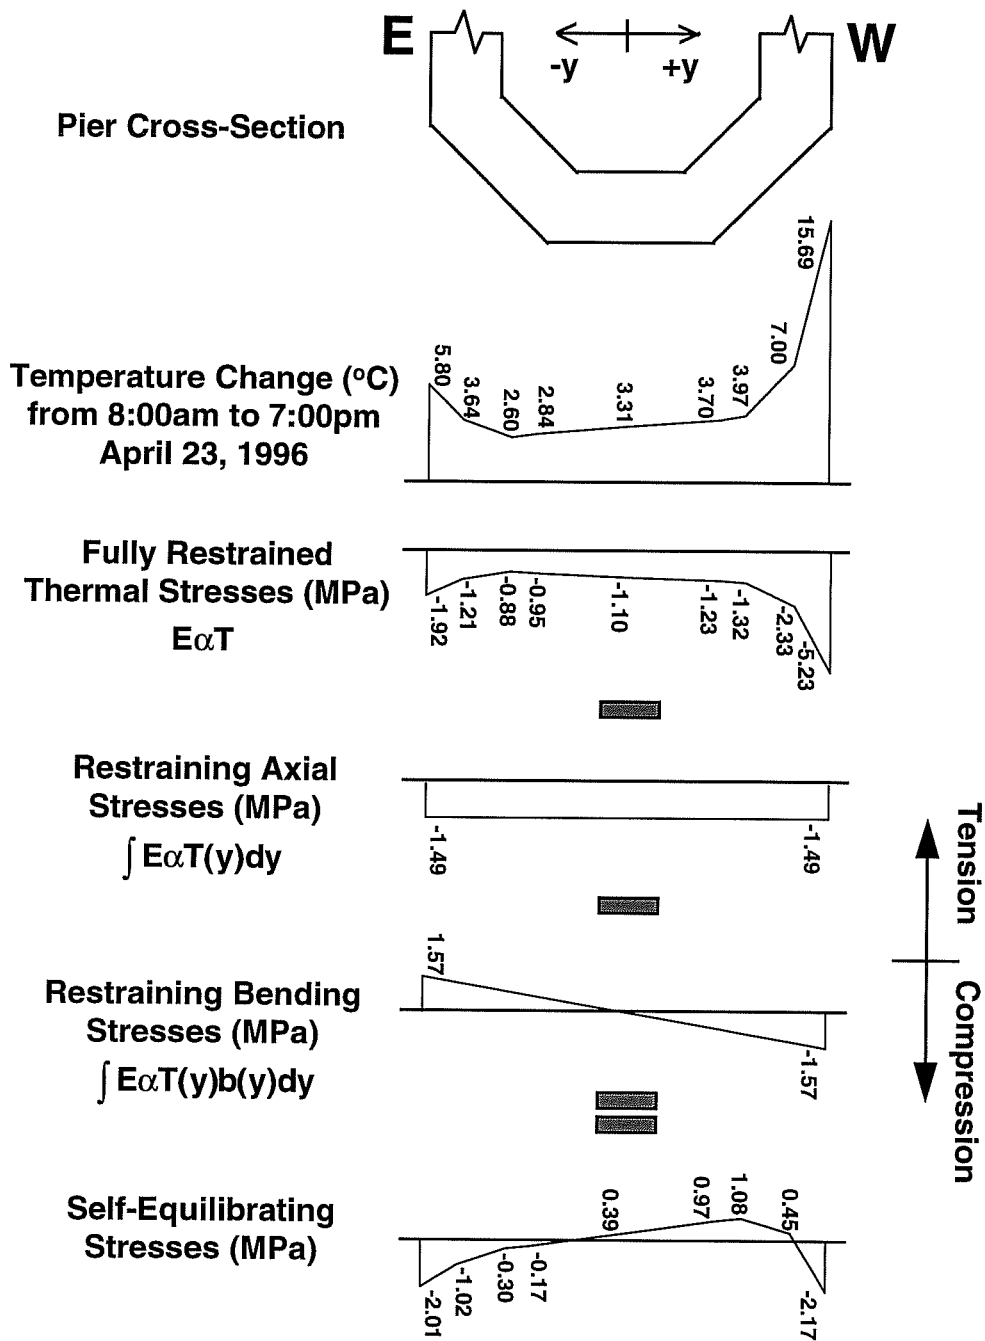 E
W
-y
+y
Pier Cross-Section
15.69
7.00
3.97
3.70
3.31
2.84
2.60
3.64
5.80
Temperature Change (°C)
from 8:00am to 7:00pm
April 23, 1996
Fully Restrained
Thermal Stresses (MPa)
EαT
-1.92
-1.21
-0.88
-0.95
-1.10
-1.23
-1.32
-2.33
-5.23
Restraining Axial
Stresses (MPa)
∫ EαT(y)dy
-1.49
-1.49
Tension
Compression
Restraining Bending
Stresses (MPa)
∫ EαT(y)b(y)dy
1.57
-1.57
Self-Equilibrating
Stresses (MPa)
-2.01
-1.02
-0.30
-0.17
0.39
0.97
1.08
0.45
-2.17